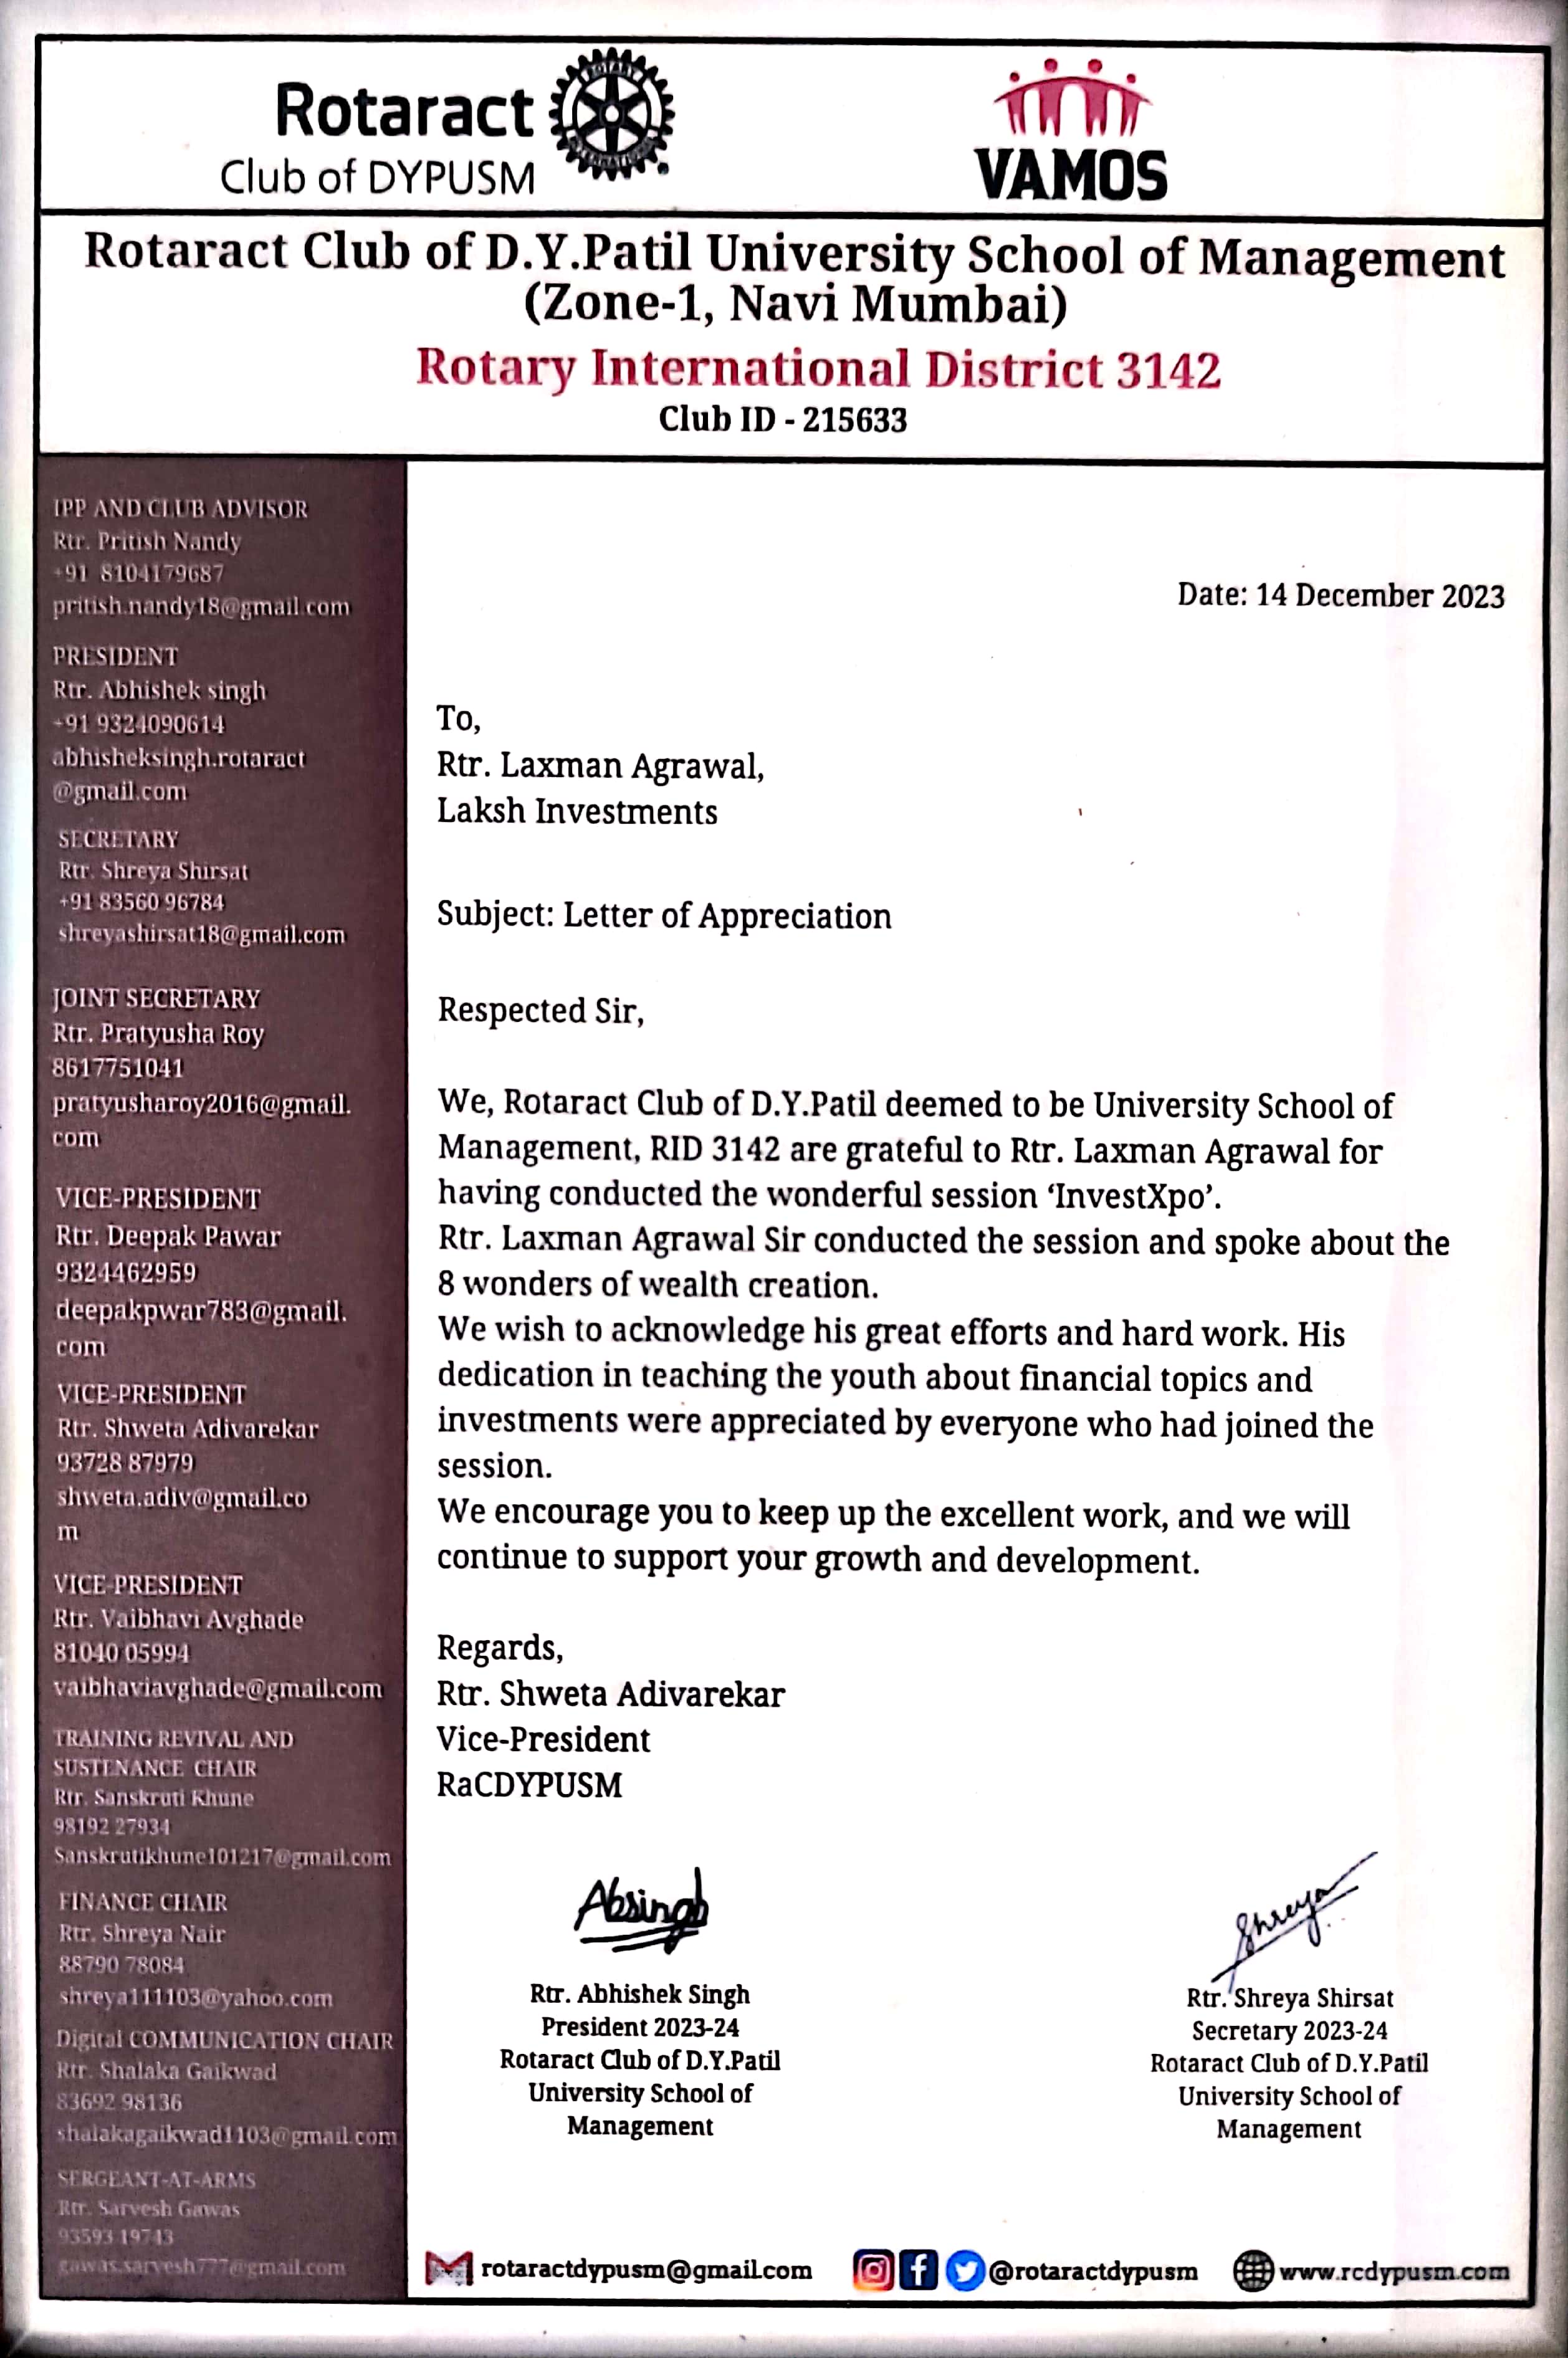 Rotaract
Club of DYPUSM
ROTARY
INTERNATIONAL
VAMOS
Rotaract Club of D.Y.Patil University School of Management
(Zone-1, Navi Mumbai)
Rotary International District 3142
Club ID - 215633
IPP AND CLUB ADVISOR
Rtr. Pritish Nandy
+91 8104179687
pritish.nandy18@gmail.com
PRESIDENT
Rtr. Abhishek singh
+91 9324090614
abhisheksingh.rotaract
@gmail.com
SECRETARY
Rtr. Shreya Shirsat
+91 83560 96784
shreyashirsat18@gmail.com
JOINT SECRETARY
Rtr. Pratyusha Roy
8617751041
pratyusharoy2016@gmail.
com
VICE-PRESIDENT
Rtr. Deepak Pawar
9324462959
deepakpwar783@gmail.
com
VICE-PRESIDENT
Rtr. Shweta Adivarekar
93728 87979
shweta.adiv@gmail.co
m
VICE-PRESIDENT
Rtr. Vaibhavi Avghade
81040 05994
vaibhaviavghade@gmail.com
TRAINING REVIVAL AND
SUSTENANCE CHAIR
Rtr. Sanskruti Khune
98192 27934
Sanskrutikhune101217@gmail.com
FINANCE CHAIR
Rtr. Shreya Nair
88790 78084
shreya111103@yahoo.com
Digital COMMUNICATION CHAIR
Rtr. Shalaka Gaikwad
83692 98136
shalakagaikwad1103@gmail.com
SERGEANT-AT-ARMS
Rtr. Sarvesh Gawas
93593 19743
gawas.sarvesh777@gmail.com
Date: 14 December 2023
To,
Rtr. Laxman Agrawal,
Laksh Investments
Subject: Letter of Appreciation
Respected Sir,
We, Rotaract Club of D.Y.Patil deemed to be University School of
Management, RID 3142 are grateful to Rtr. Laxman Agrawal for
having conducted the wonderful session ‘InvestXpo’.
Rtr. Laxman Agrawal Sir conducted the session and spoke about the
8 wonders of wealth creation.
We wish to acknowledge his great efforts and hard work. His
dedication in teaching the youth about financial topics and
investments were appreciated by everyone who had joined the
session.
We encourage you to keep up the excellent work, and we will
continue to support your growth and development.
Regards,
Rtr. Shweta Adivarekar
Vice-President
RaCDYPUSM
Absingh
Rtr. Abhishek Singh
President 2023-24
Rotaract Club of D.Y.Patil
University School of
Management
Shreya
Rtr. Shreya Shirsat
Secretary 2023-24
Rotaract Club of D.Y.Patil
University School of
Management
rotaractdypusm@gmail.com
@rotaractdypusm
www.rcdypusm.com